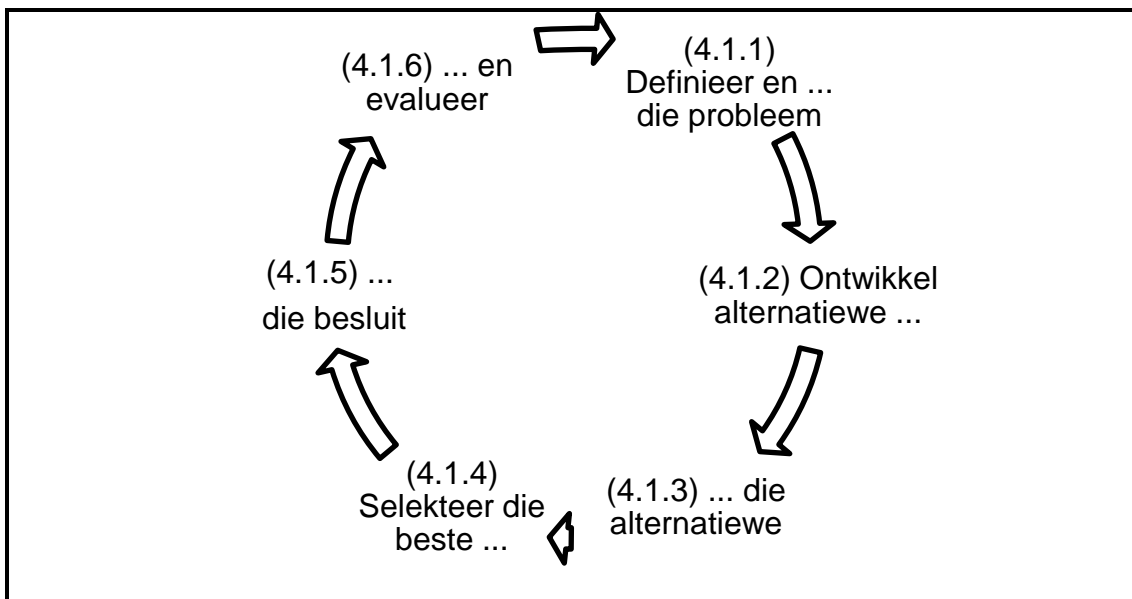 (4.1.1)
Definieer en ...
die probleem
(4.1.2) Ontwikkel
alternatiewe ...
(4.1.3) ... die
alternatiewe
(4.1.4)
Selekteer die
beste ...
(4.1.5) ...
die besluit
(4.1.6) ... en
evalueer